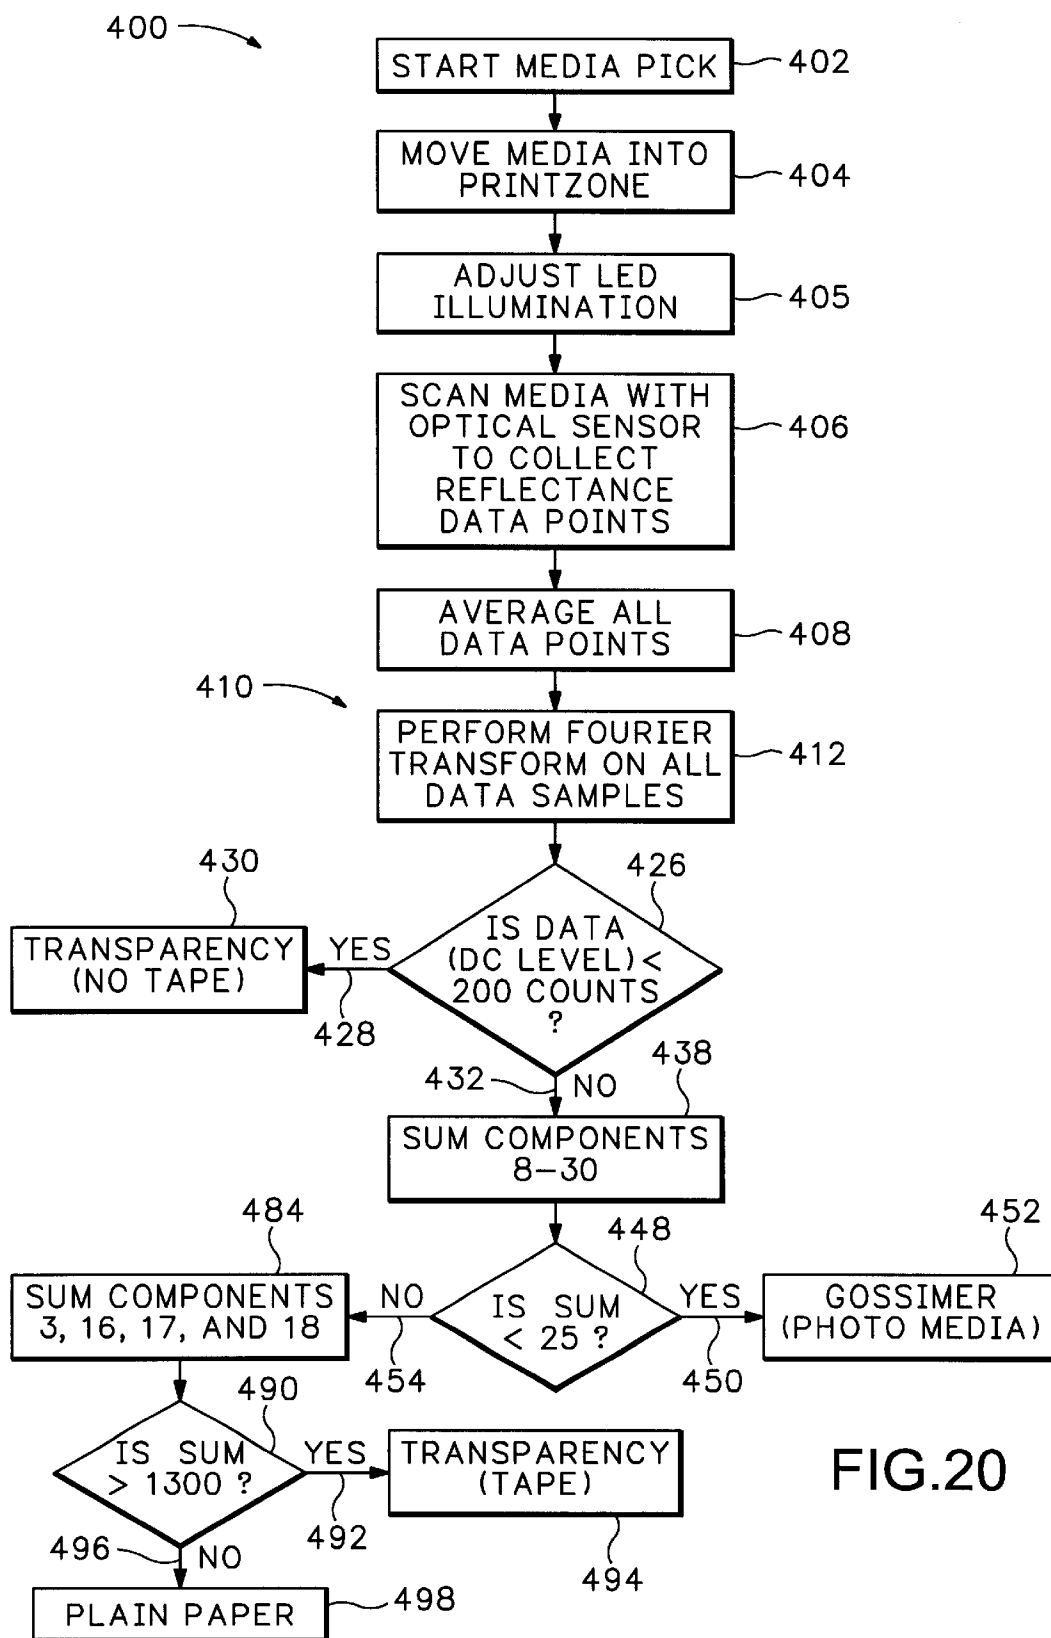 400
START MEDIA PICK
402
MOVE MEDIA INTO
PRINTZONE
404
ADJUST LED
ILLUMINATION
405
SCAN MEDIA WITH
OPTICAL SENSOR
TO COLLECT
REFLECTANCE
DATA POINTS
406
AVERAGE ALL
DATA POINTS
408
410
PERFORM FOURIER
TRANSFORM ON ALL
DATA SAMPLES
412
430
426
TRANSPARENCY
(NO TAPE)
YES
428
IS DATA
(DC LEVEL)<
200 COUNTS
?
432
NO
438
SUM COMPONENTS
8-30
484
448
452
SUM COMPONENTS
3, 16, 17, AND 18
NO
454
IS SUM
< 25 ?
YES
450
GOSSIMER
(PHOTO MEDIA)
490
IS SUM
> 1300 ?
YES
492
TRANSPARENCY
(TAPE)
494
FIG.20
496
NO
PLAIN PAPER
498